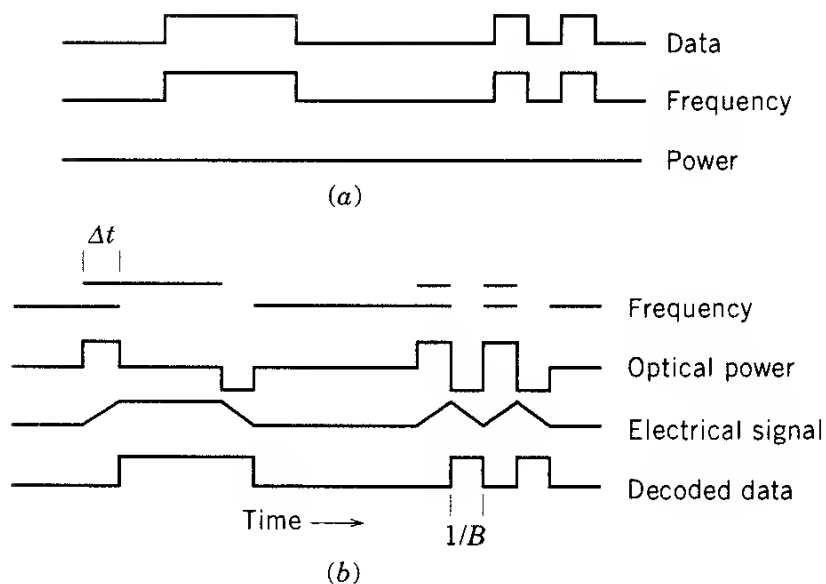 Data
Frequency
Power
(a)
Δt
Frequency
Optical power
Electrical signal
Decoded data
Time →
1/B
(b)